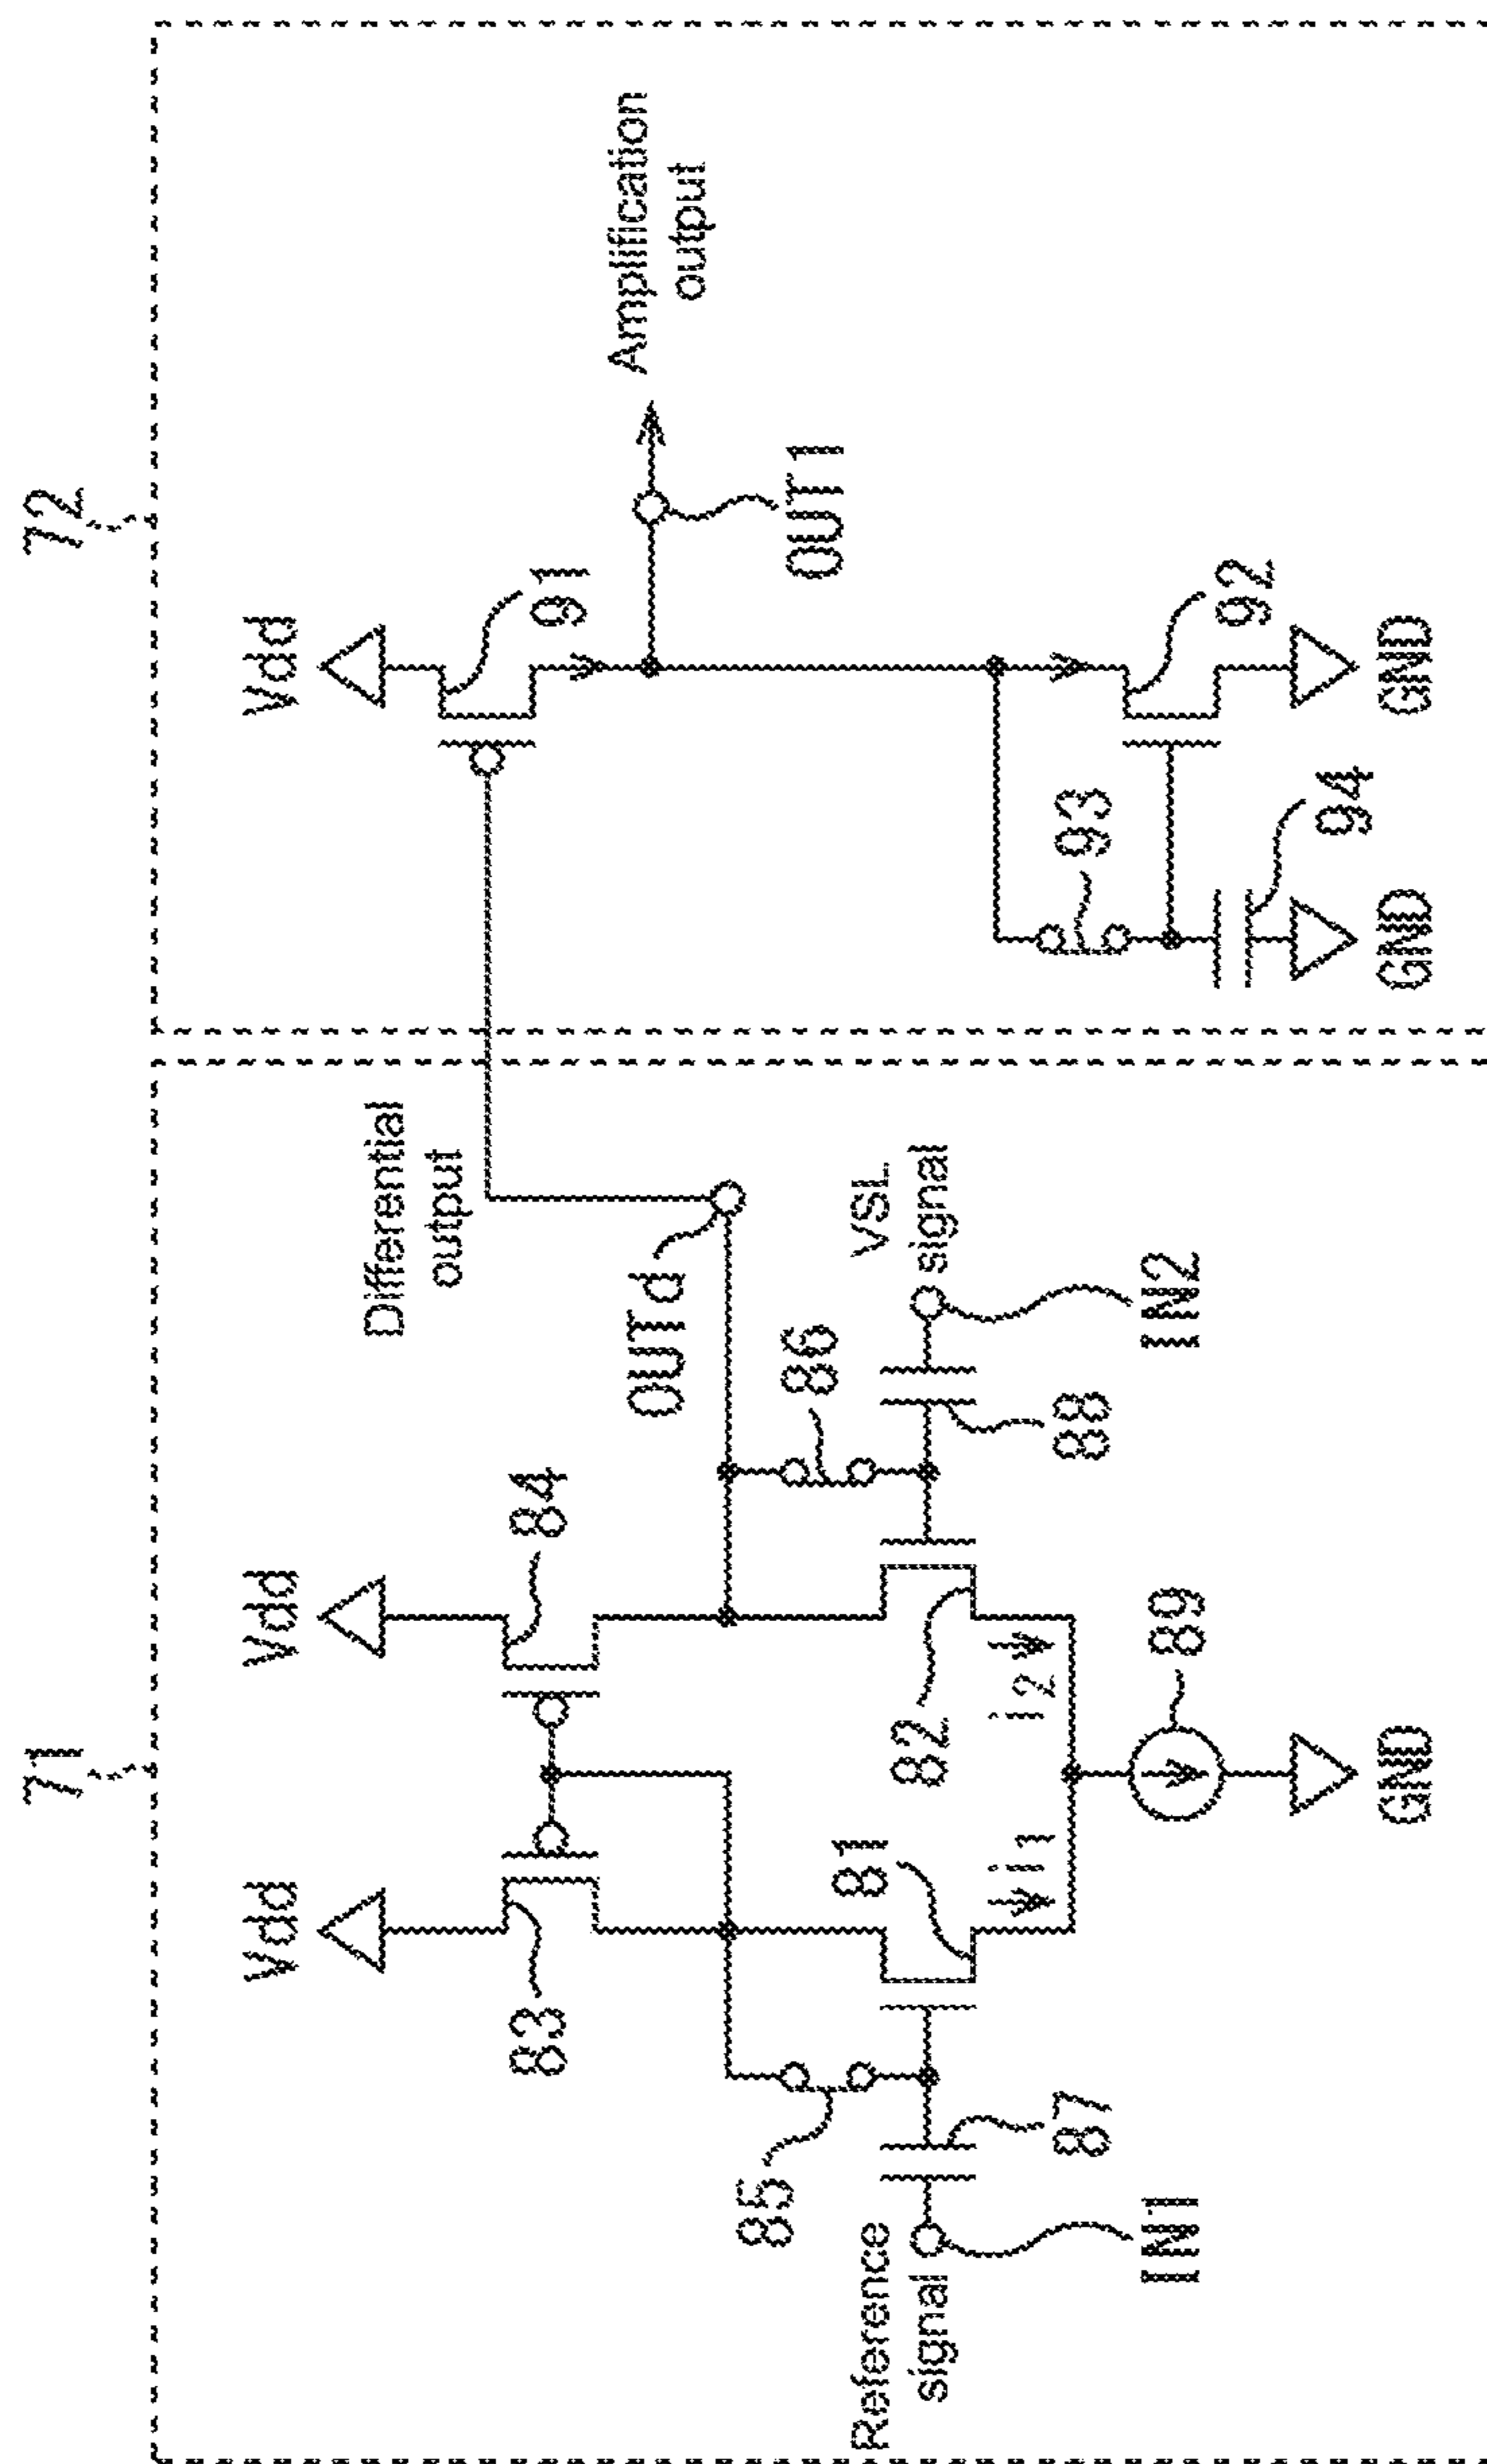 71
72
Vdd
Vdd
Vdd
Differential
output
83
84
91
Amplification
output
OUTd
OUT1
85
86
Reference
signal
81
82
VSL
signal
i1
i2
87
88
93
IN1
89
IN2
92
94
GND
GND
GND